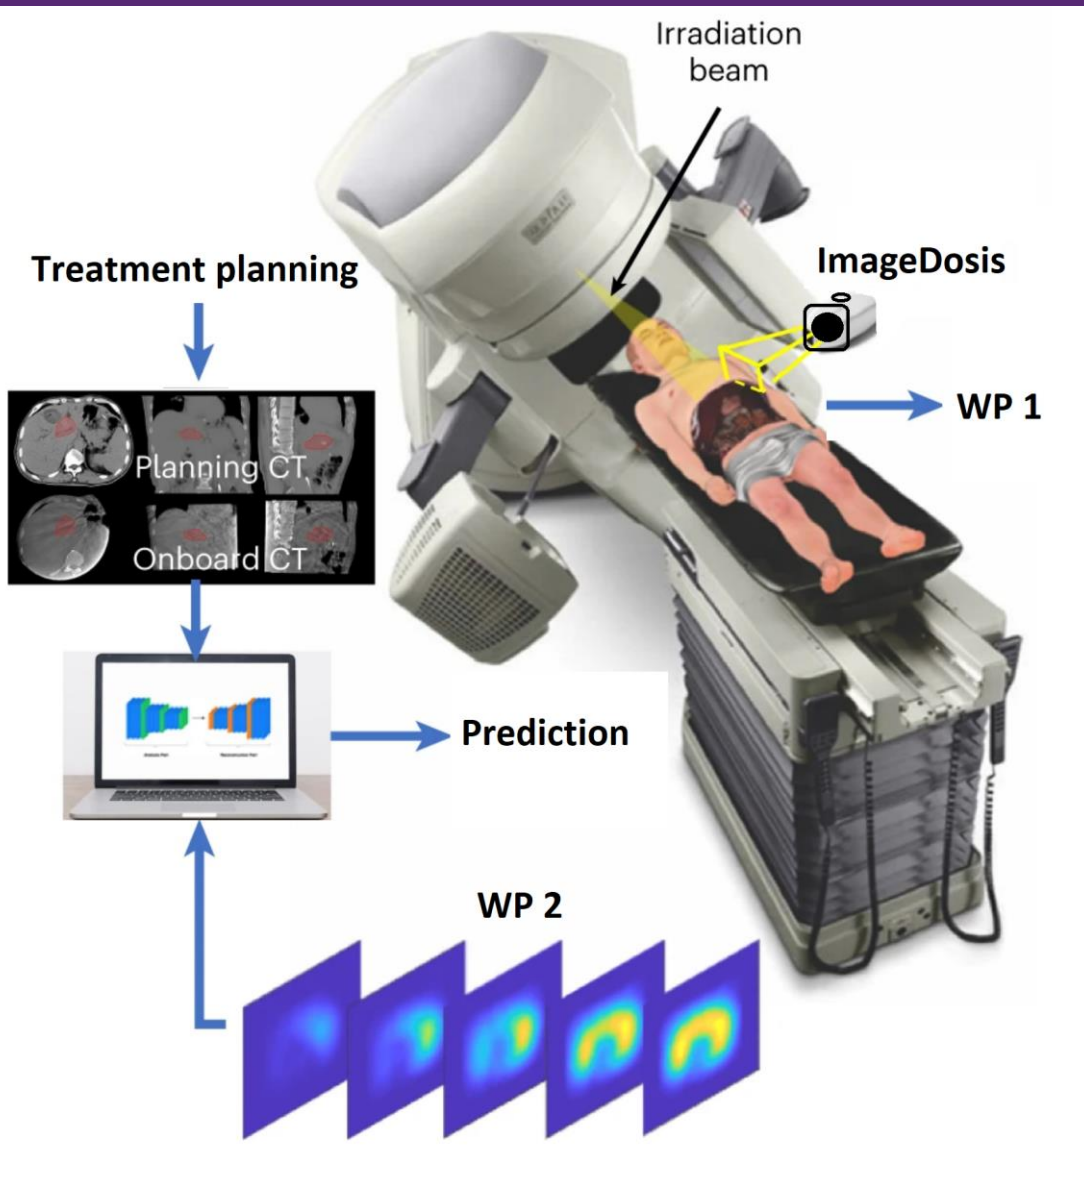 Irradiation
beam
ImageDosis
Treatment planning
WP 1
Planning CT
Onboard CT
Prediction
WP 2